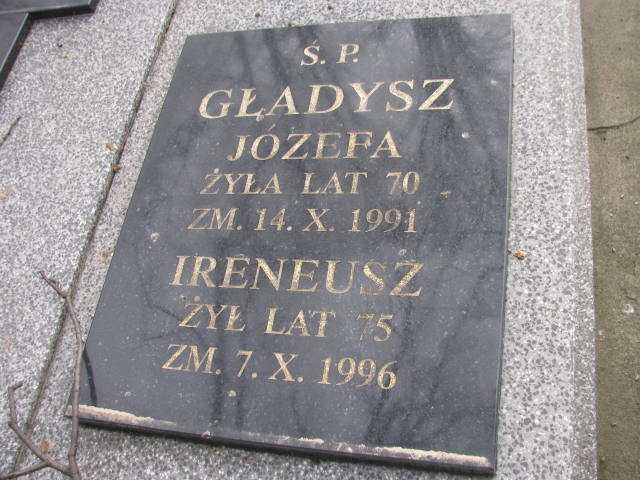 Ś. P.
GŁADYSZ
JÓZEFA
ŻYŁA LAT 70
ZM. 14. X. 1991
IRENEUSZ
ŻYŁ LAT 75
ZM. 7. X. 1996